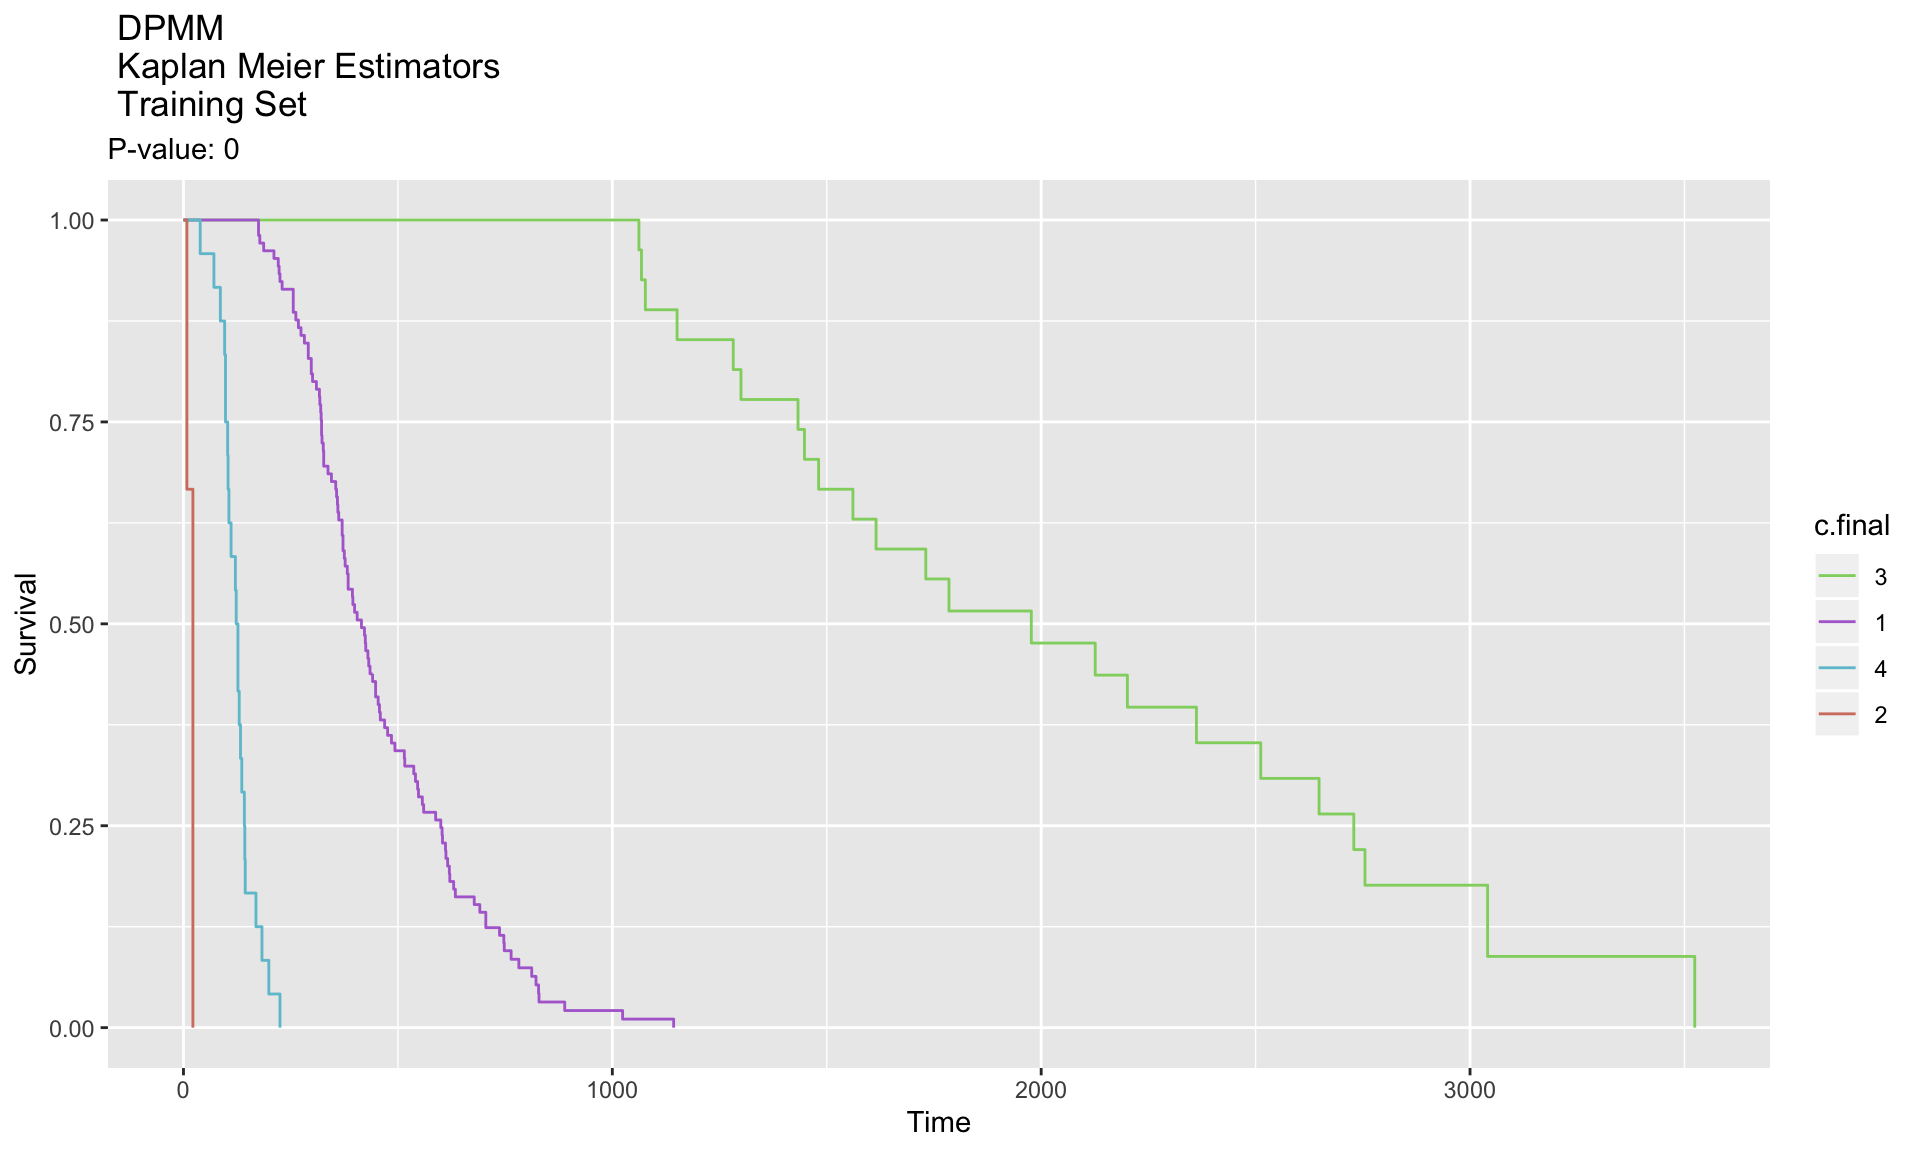 DPMM
Kaplan Meier Estimators
Training Set
P-value: 0
1.00
0.75
0.50
0.25
0.00
Survival
0
1000
2000
3000
Time
c.final
3
1
4
2